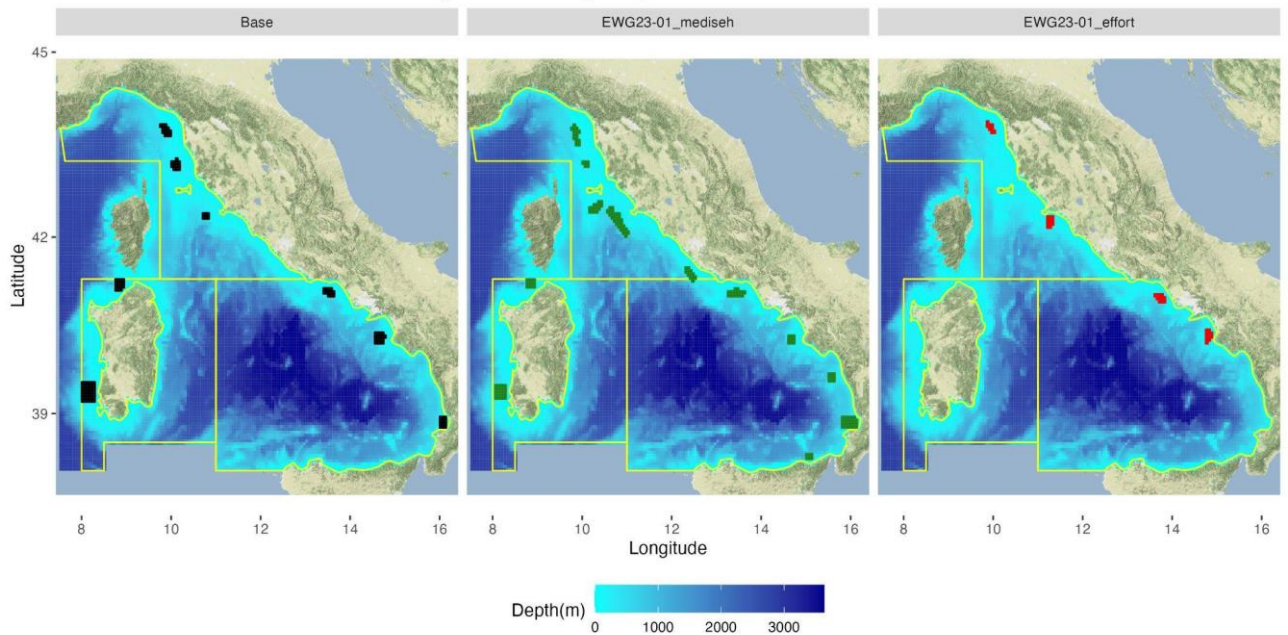 Base EWG23-01_mediseh EWG23-01_effort
45
42
39
Latitude
8 10 12 14 16 8 10 12 14 16 8 10 12 14 16
Longitude
Depth(m)
0 1000 2000 3000